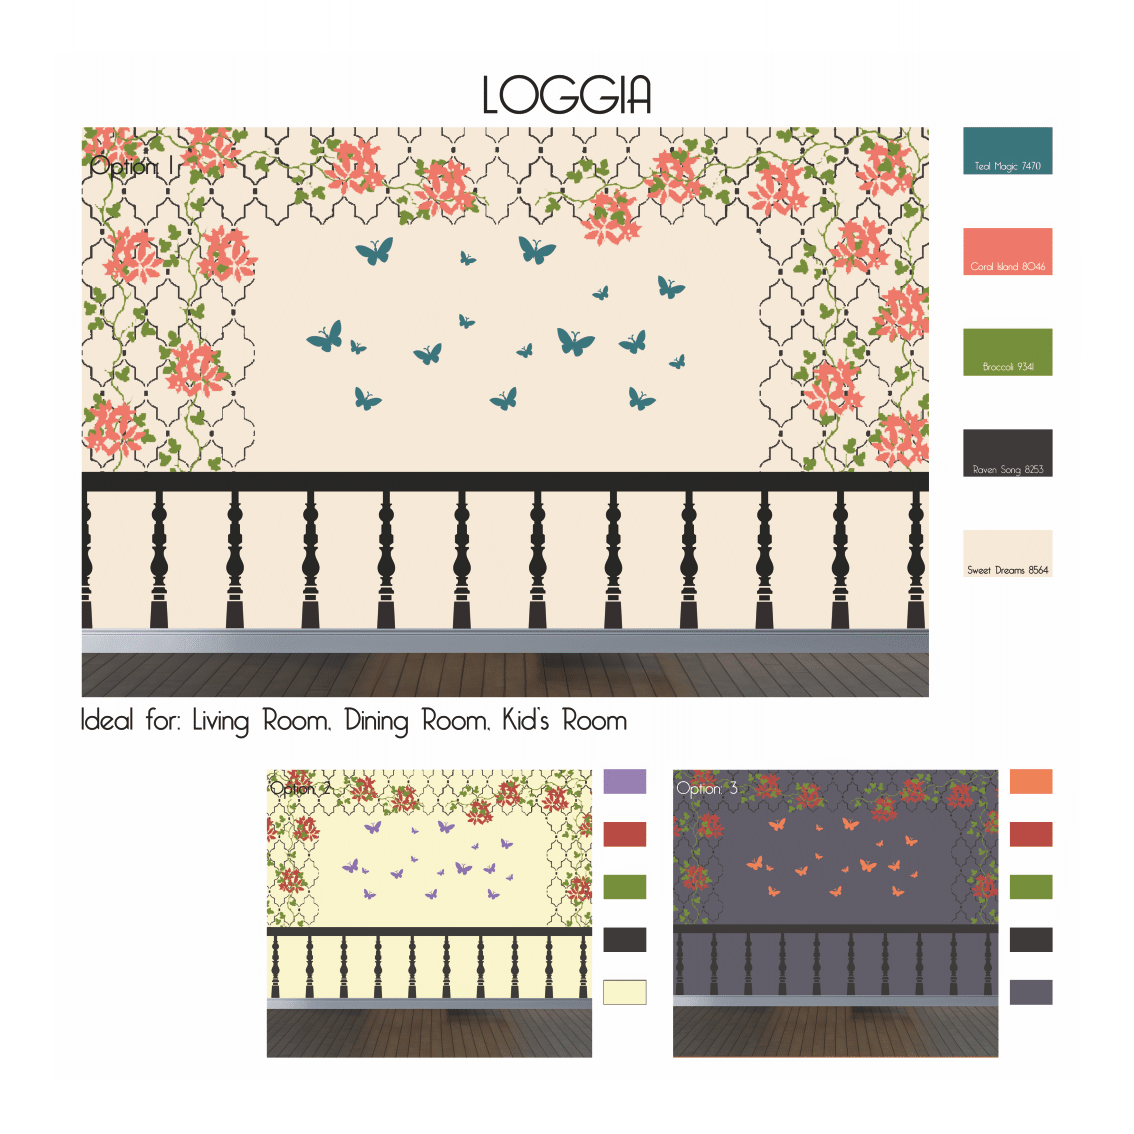 LOGGIA
Option 1
Teal Magic 7470
Coral Island 8046
Broccoli 9341
Raven Song 8253
Sweet Dreams 8564
Ideal for: Living Room, Dining Room, Kid's Room
Option 2
Option 3